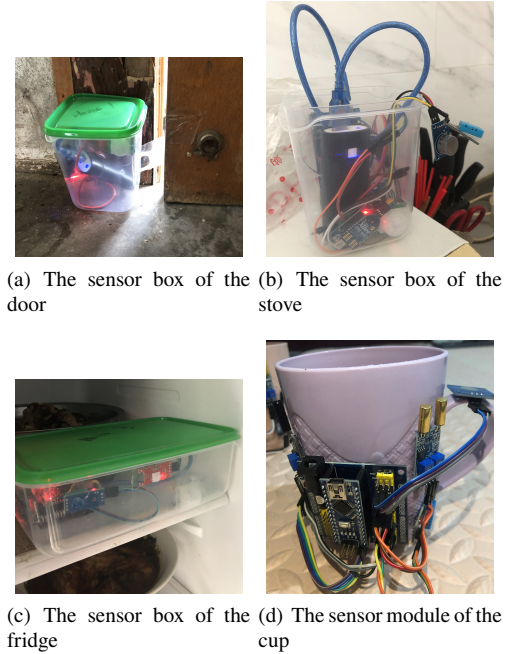 (a) The sensor box of the
door
(b) The sensor box of the
stove
(c) The sensor box of the
fridge
(d) The sensor module of the
cup